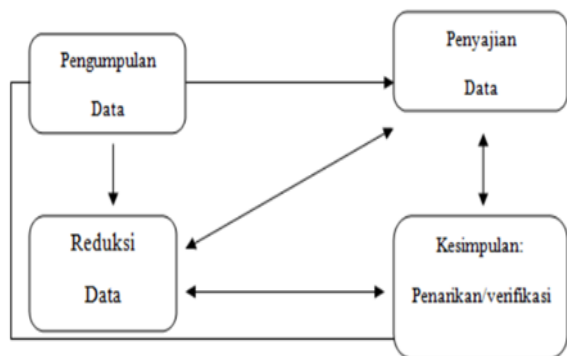 Pengumpulan
Data
Penyajian
Data
Reduksi
Data
Kesimpulan:
Penarikan/verifikasi